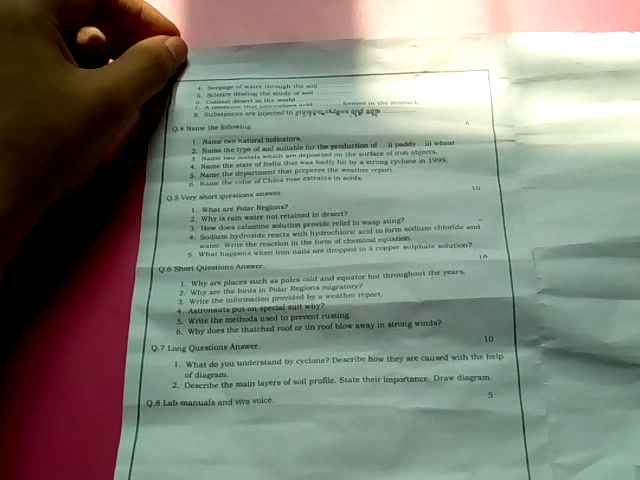 4. Seepage of water through the soil ............
5. Science dealing the study of soil ............
6. Coldest desert in the world ............
7. A medicine that neutralizes acid ............ formed in the stomach
8. Substances are injected in
Q.4 Name the following. 6
1. Name two natural indicators.
2. Name the type of soil suitable for the production of i) paddy ii) wheat
3. Name two metals which are deposited on the surface of iron objects.
4. Name the state of India that was badly hit by a strong cyclone in 1999.
5. Name the department that prepares the weather report.
6. Name the color of China rose extracts in acids.
Q.5 Very short questions answer. 10
1. What are Polar Regions?
2. Why is rain water not retained in desert?
3. How does calamine solution provide relief in wasp sting?
4. Sodium hydroxide reacts with hydrochloric acid to form sodium chloride and
water. Write the reaction in the form of chemical equation.
5. What happens when iron nails are dropped in a copper sulphate solution?
Q.6 Short Questions Answer. 18
1. Why are places such as poles cold and equator hot throughout the years.
2. Why are the birds in Polar Regions migratory?
3. Write the information provided by a weather report.
4. Astronauts put on special suit why?
5. Write the methods used to prevent rusting.
6. Why does the thatched roof or tin roof blow away in strong winds?
Q.7 Long Questions Answer. 10
1. What do you understand by cyclone? Describe how they are caused with the help
of diagram.
2. Describe the main layers of soil profile. State their importance. Draw diagram.
Q.8 Lab manuals and viva voice. 5